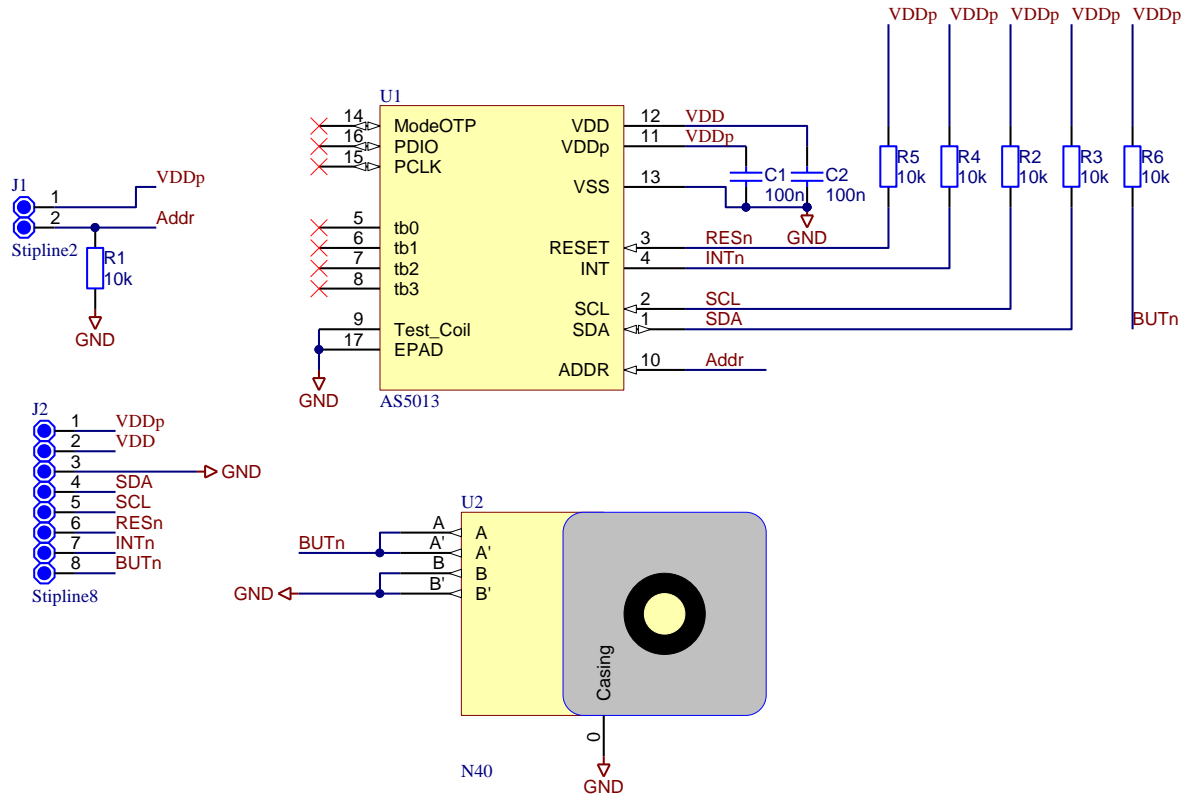 VDDp VDDp VDDp VDDp VDDp
U1
14 ModeOTP
16 PDIO
15 PCLK
5 tb0
6 tb1
7 tb2
8 tb3
9 Test_Coil
17 EPAD
GND
VDD 12 VDD
VDDp 11 VDDp
VSS 13
RESET 3 RESn
INT 4 INTn
SCL 2 SCL
SDA 1 SDA
ADDR 10 Addr
AS5013
C1
100n
C2
100n
GND
R5
10k
R4
10k
R2
10k
R3
10k
R6
10k
BUTn
J1
1 VDDp
2 Addr
Stipline2
R1
10k
GND
J2
1 VDDp
2 VDD
3 GND
4 SDA
5 SCL
6 RESn
7 INTn
8 BUTn
Stipline8
U2
A A
BUTn A' A'
B B
GND B' B'
Casing
0
N40
GND